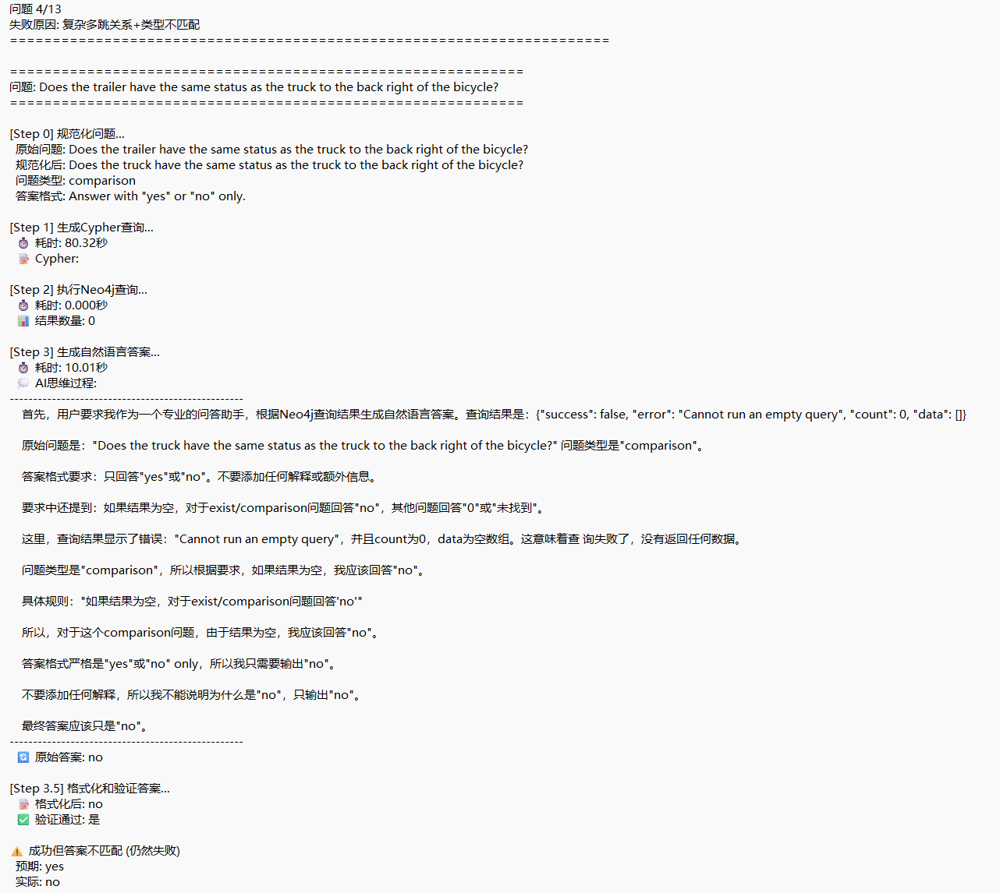 问题 4/13
失败原因: 复杂多跳关系+类型不匹配
======================================================================
============================================================
问题: Does the trailer have the same status as the truck to the back right of the bicycle?
============================================================
[Step 0] 规范化问题...
原始问题: Does the trailer have the same status as the truck to the back right of the bicycle?
规范化后: Does the truck have the same status as the truck to the back right of the bicycle?
问题类型: comparison
答案格式: Answer with "yes" or "no" only.
[Step 1] 生成Cypher查询...
耗时: 80.32秒
Cypher:
[Step 2] 执行Neo4j查询...
耗时: 0.000秒
结果数量: 0
[Step 3] 生成自然语言答案...
耗时: 10.01秒
AI思维过程:
--------------------------------------------------
首先，用户要求我作为一个专业的问答助手，根据Neo4j查询结果生成自然语言答案。查询结果是：{"success": false, "error": "Cannot run an empty query", "count": 0, "data": []}
原始问题是："Does the truck have the same status as the truck to the back right of the bicycle?" 问题类型是"comparison"。
答案格式要求：只回答"yes"或"no"。不要添加任何解释或额外信息。
要求中还提到：如果结果为空，对于exist/comparison问题回答"no"，其他问题回答"0"或"未找到"。
这里，查询结果显示了错误："Cannot run an empty query"，并且count为0，data为空数组。这意味着查 询失败了，没有返回任何数据。
问题类型是"comparison"，所以根据要求，如果结果为空，我应该回答"no"。
具体规则："如果结果为空，对于exist/comparison问题回答'no'"
所以，对于这个comparison问题，由于结果为空，我应该回答"no"。
答案格式严格是"yes"或"no" only，所以我只需要输出"no"。
不要添加任何解释，所以我不能说明为什么是"no"，只输出"no"。
最终答案应该只是"no"。
--------------------------------------------------
原始答案: no
[Step 3.5] 格式化和验证答案...
格式化后: no
验证通过: 是
成功但答案不匹配 (仍然失败)
预期: yes
实际: no